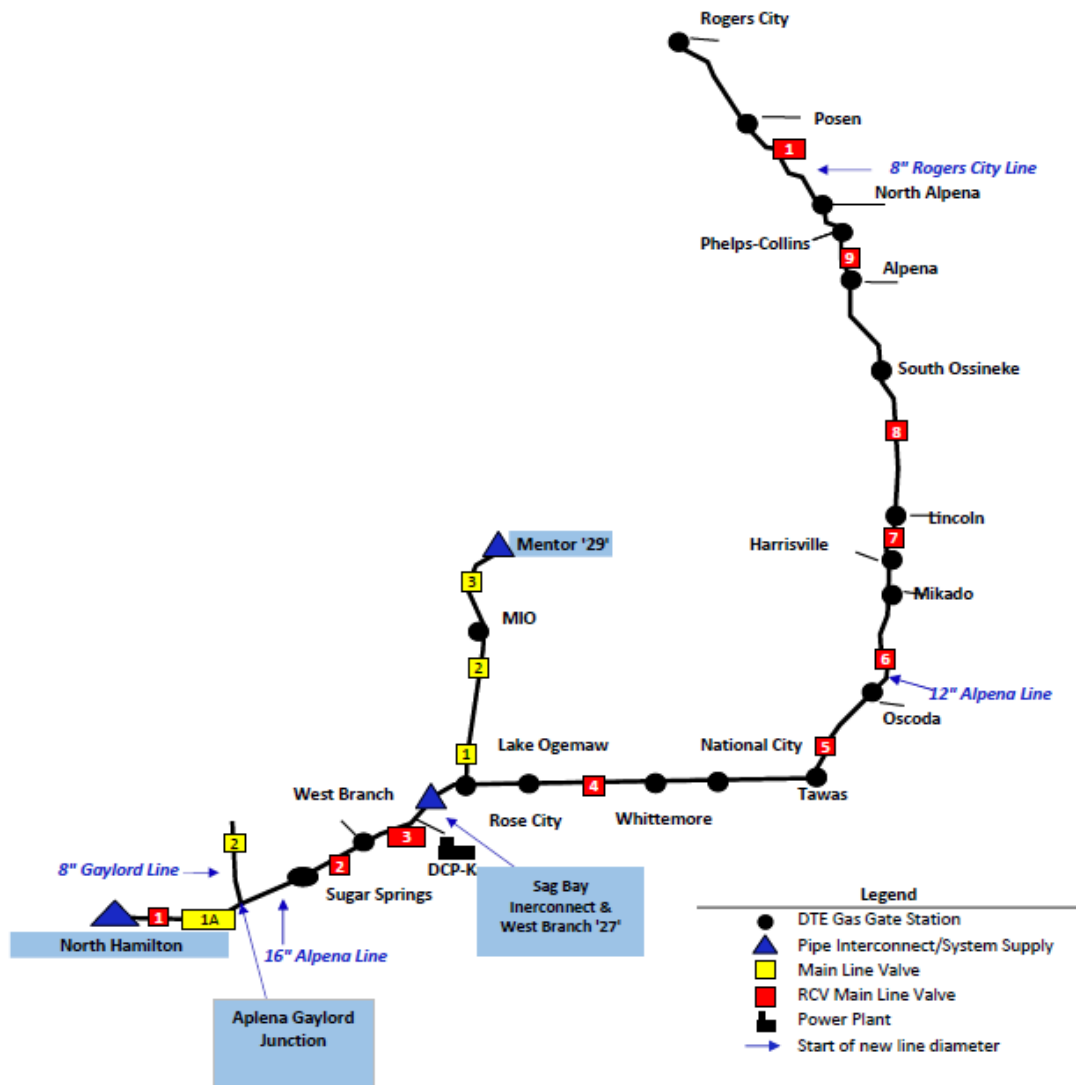 Rogers City
Posen
1
8" Rogers City Line
North Alpena
Phelps-Collins
9
Alpena
South Ossineke
8
Lincoln
7
Harrisville
Mentor '29'
3
Mikado
MIO
6
2
12" Alpena Line
Oscoda
Lake Ogemaw
National City
5
1
West Branch
4
Tawas
Rose City
Whittemore
3
2
DCP-K
2
8" Gaylord Line
Sugar Springs
Sag Bay
Inerconnect &
West Branch '27'
1
1A
North Hamilton
16" Alpena Line
Aplena Gaylord
Junction
Legend
DTE Gas Gate Station
Pipe Interconnect/System Supply
Main Line Valve
RCV Main Line Valve
Power Plant
Start of new line diameter